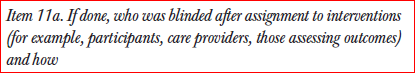 Item 11a. If done, who was blinded after assignment to interventions
(for example, participants, care providers, those assessing outcomes)
and how